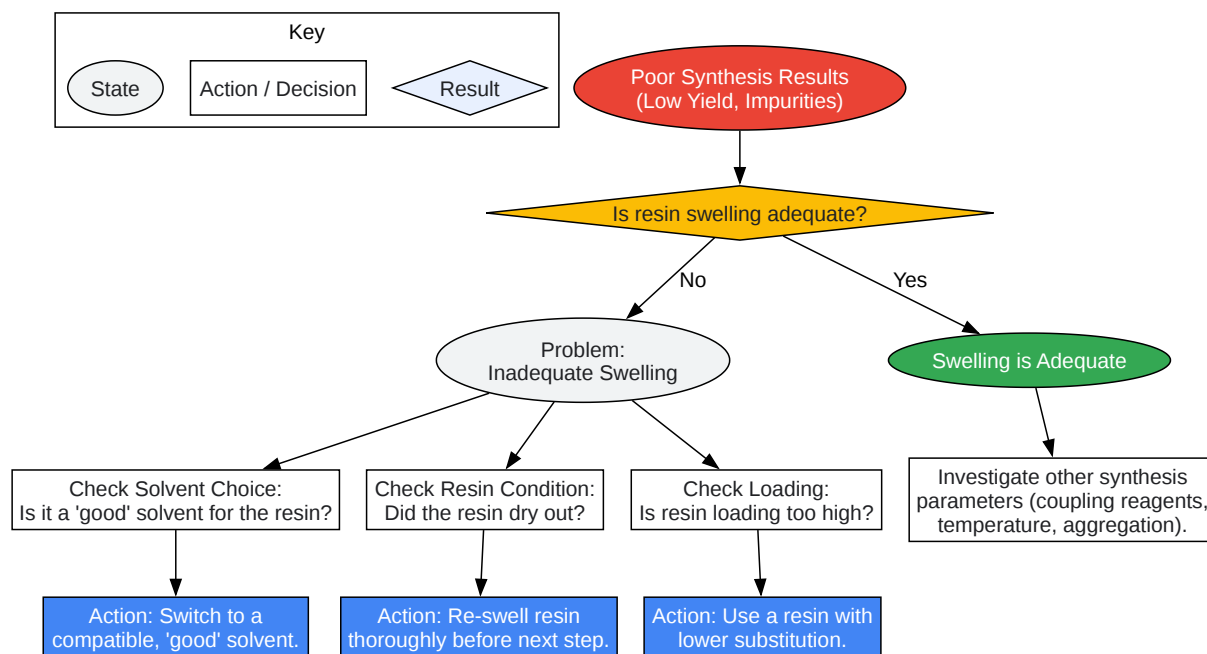 Key
State
Action / Decision
Result
Poor Synthesis Results
(Low Yield, Impurities)
Is resin swelling adequate?
No
Yes
Problem:
Inadequate Swelling
Swelling is Adequate
Check Solvent Choice:
Is it a 'good' solvent for the resin?
Check Resin Condition:
Did the resin dry out?
Check Loading:
Is resin loading too high?
Investigate other synthesis
parameters (coupling reagents,
temperature, aggregation).
Action: Switch to a
compatible, 'good' solvent.
Action: Re-swell resin
thoroughly before next step.
Action: Use a resin with
lower substitution.